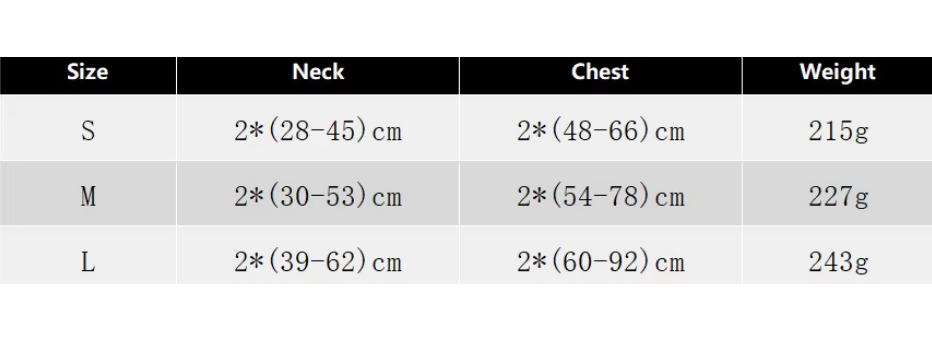 Size Neck Chest Weight
S 2*(28-45)cm 2*(48-66)cm 215g
M 2*(30-53)cm 2*(54-78)cm 227g
L 2*(39-62)cm 2*(60-92)cm 243g